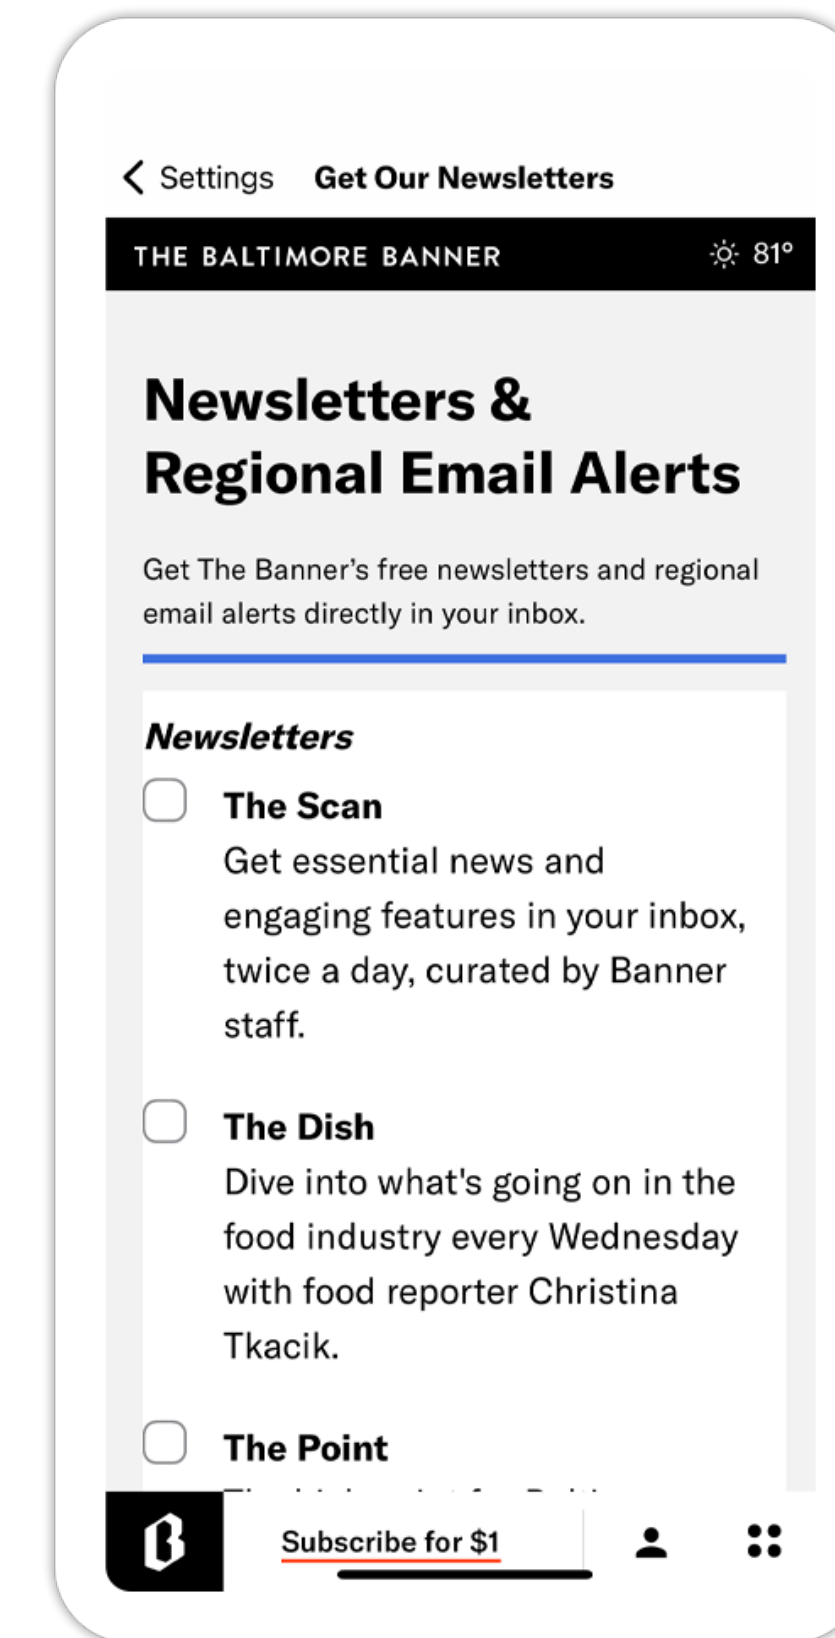 Settings Get Our Newsletters
THE BALTIMORE BANNER 81°
Newsletters &
Regional Email Alerts
Get The Banner’s free newsletters and regional
email alerts directly in your inbox.
Newsletters
The Scan
Get essential news and
engaging features in your inbox,
twice a day, curated by Banner
staff.
The Dish
Dive into what's going on in the
food industry every Wednesday
with food reporter Christina
Tkacik.
The Point
B Subscribe for $1